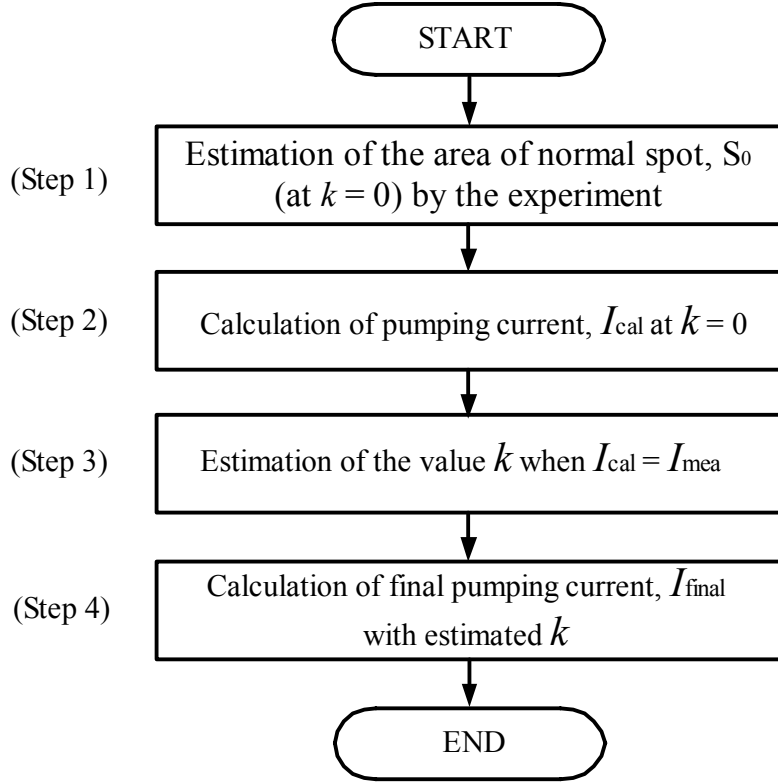 START
(Step 1)
Estimation of the area of normal spot, S₀
(at k = 0) by the experiment
(Step 2)
Calculation of pumping current, Ical at k = 0
(Step 3)
Estimation of the value k when Ical = Imea
(Step 4)
Calculation of final pumping current, Ifinal
with estimated k
END